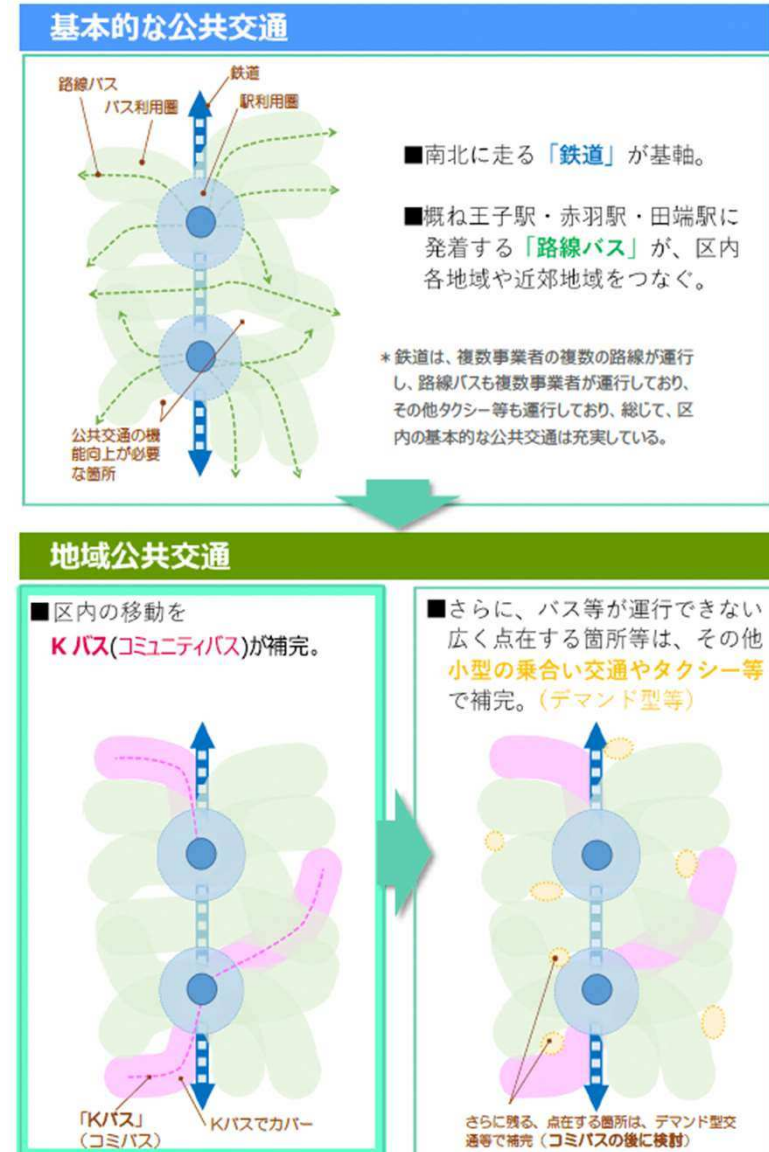 基本的な公共交通
鉄道
路線バス
バス利用圏
駅利用圏
■南北に走る「鉄道」が基軸。
■概ね王子駅・赤羽駅・田端駅に
発着する「路線バス」が、区内
各地域や近郊地域をつなぐ。
＊鉄道は、複数事業者の複数の路線が運行
し、路線バスも複数事業者が運行しており、
その他タクシー等も運行しており、総じて、区
内の基本的な公共交通は充実している。
公共交通の機
能向上が必要
な箇所
地域公共交通
■区内の移動を
Kバス(コミュニティバス)が補完。
「Kバス」
（コミバス）
Kバスでカバー
■さらに、バス等が運行できない
広く点在する箇所等は、その他
小型の乗合い交通やタクシー等
で補完。（デマンド型等）
さらに残る、点在する箇所は、デマンド型交
通等で補完（コミバスの後に検討）